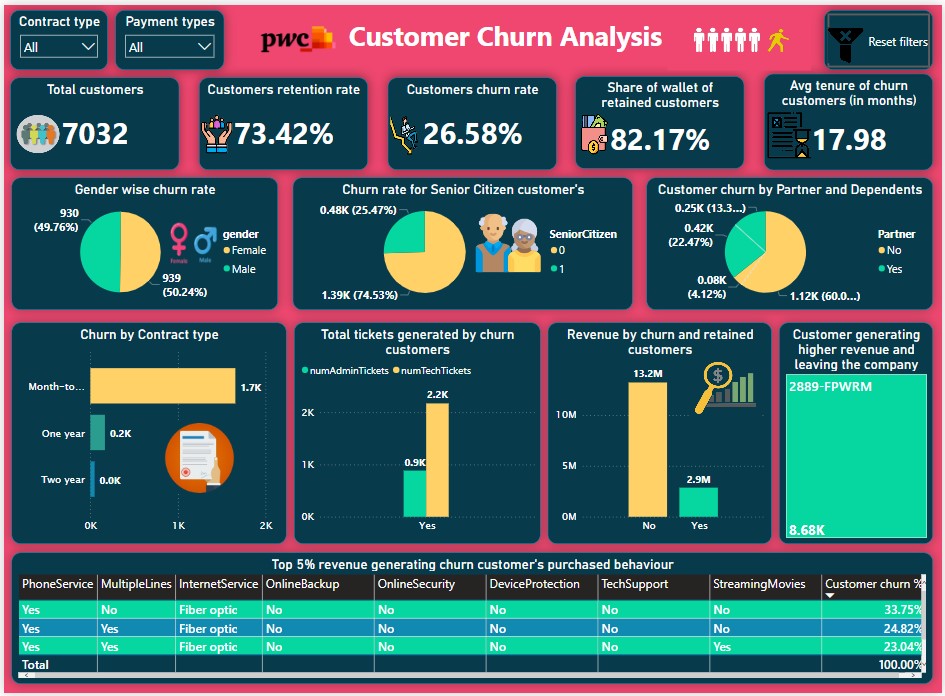 Contract type
All
Payment types
All
pwc
Customer Churn Analysis
Reset filters
Total customers
7032
Customers retention rate
73.42%
Customers churn rate
26.58%
Share of wallet of
retained customers
82.17%
Avg tenure of churn
customers (in months)
17.98
Gender wise churn rate
930
(49.76%)
939
(50.24%)
Female
Male
gender
Female
Male
Churn rate for Senior Citizen customer's
0.48K (25.47%)
1.39K (74.53%)
SeniorCitizen
0
1
Customer churn by Partner and Dependents
0.25K (13.3...)
0.42K
(22.47%)
0.08K
(4.12%)
1.12K (60.0...)
Partner
No
Yes
Churn by Contract type
Month-to...
1.7K
One year
0.2K
Two year
0.0K
0K 1K 2K
Total tickets generated by churn
customers
numAdminTickets numTechTickets
2.2K
2K
1K
0.9K
0K
Yes
Revenue by churn and retained
customers
13.2M
$
10M
5M
2.9M
0M
No Yes
Customer generating
higher revenue and
leaving the company
2889-FPWRM
8.68K
Top 5% revenue generating churn customer's purchased behaviour
PhoneService MultipleLines InternetService OnlineBackup OnlineSecurity DeviceProtection TechSupport StreamingMovies Customer churn %
Yes No Fiber optic No No No No No 33.75%
Yes Yes Fiber optic No No No No No 24.82%
Yes Yes Fiber optic No No No No Yes 23.04%
Total 100.00%